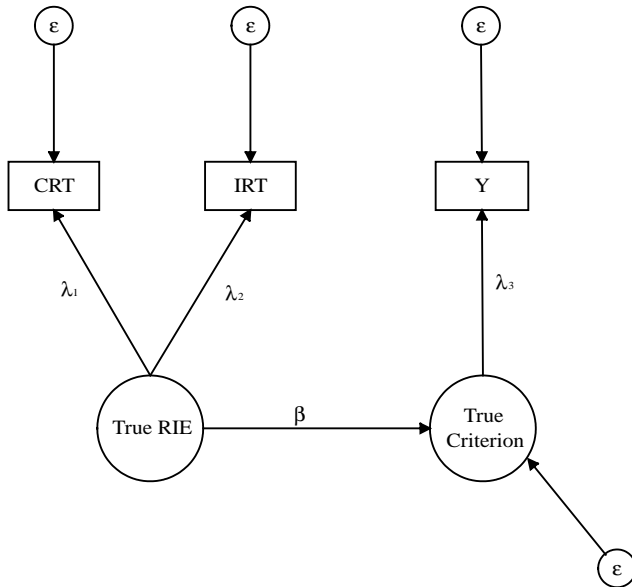 ε ε ε
CRT IRT Y
λ₁ λ₂ λ₃
β
True RIE
True
Criterion
ε